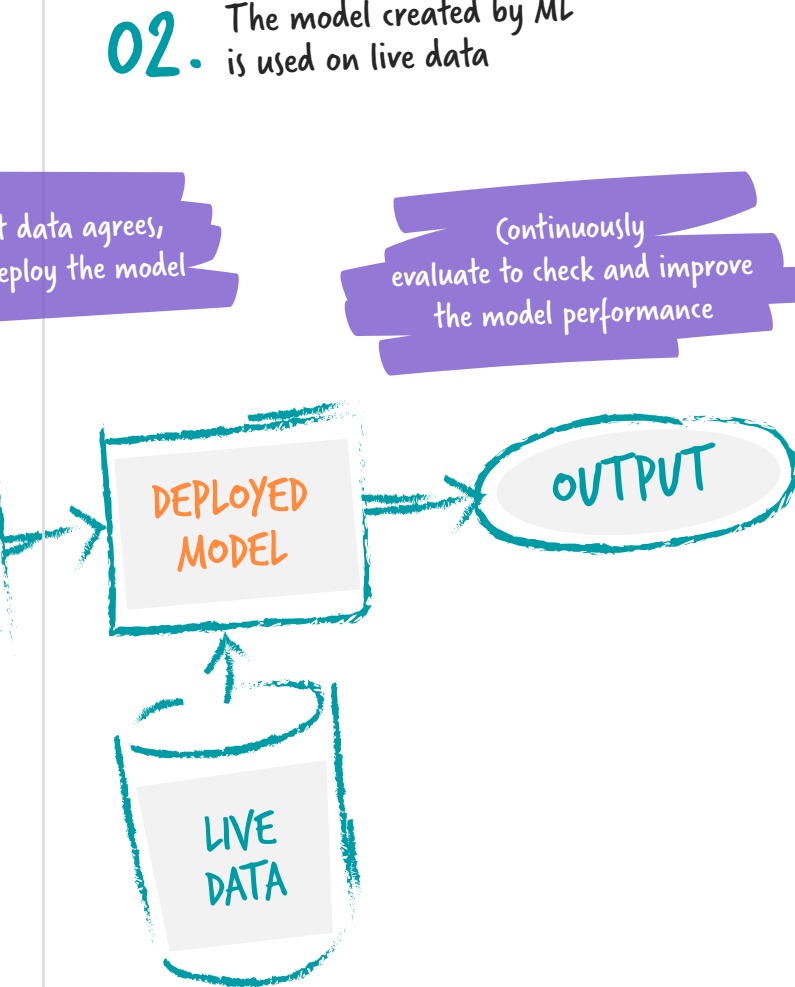 02.
The model created by ML
is used on live data
data agrees,
the model
Continuously
evaluate to check and improve
the model performance
DEPLOYED
MODEL
OUTPUT
LIVE
DATA